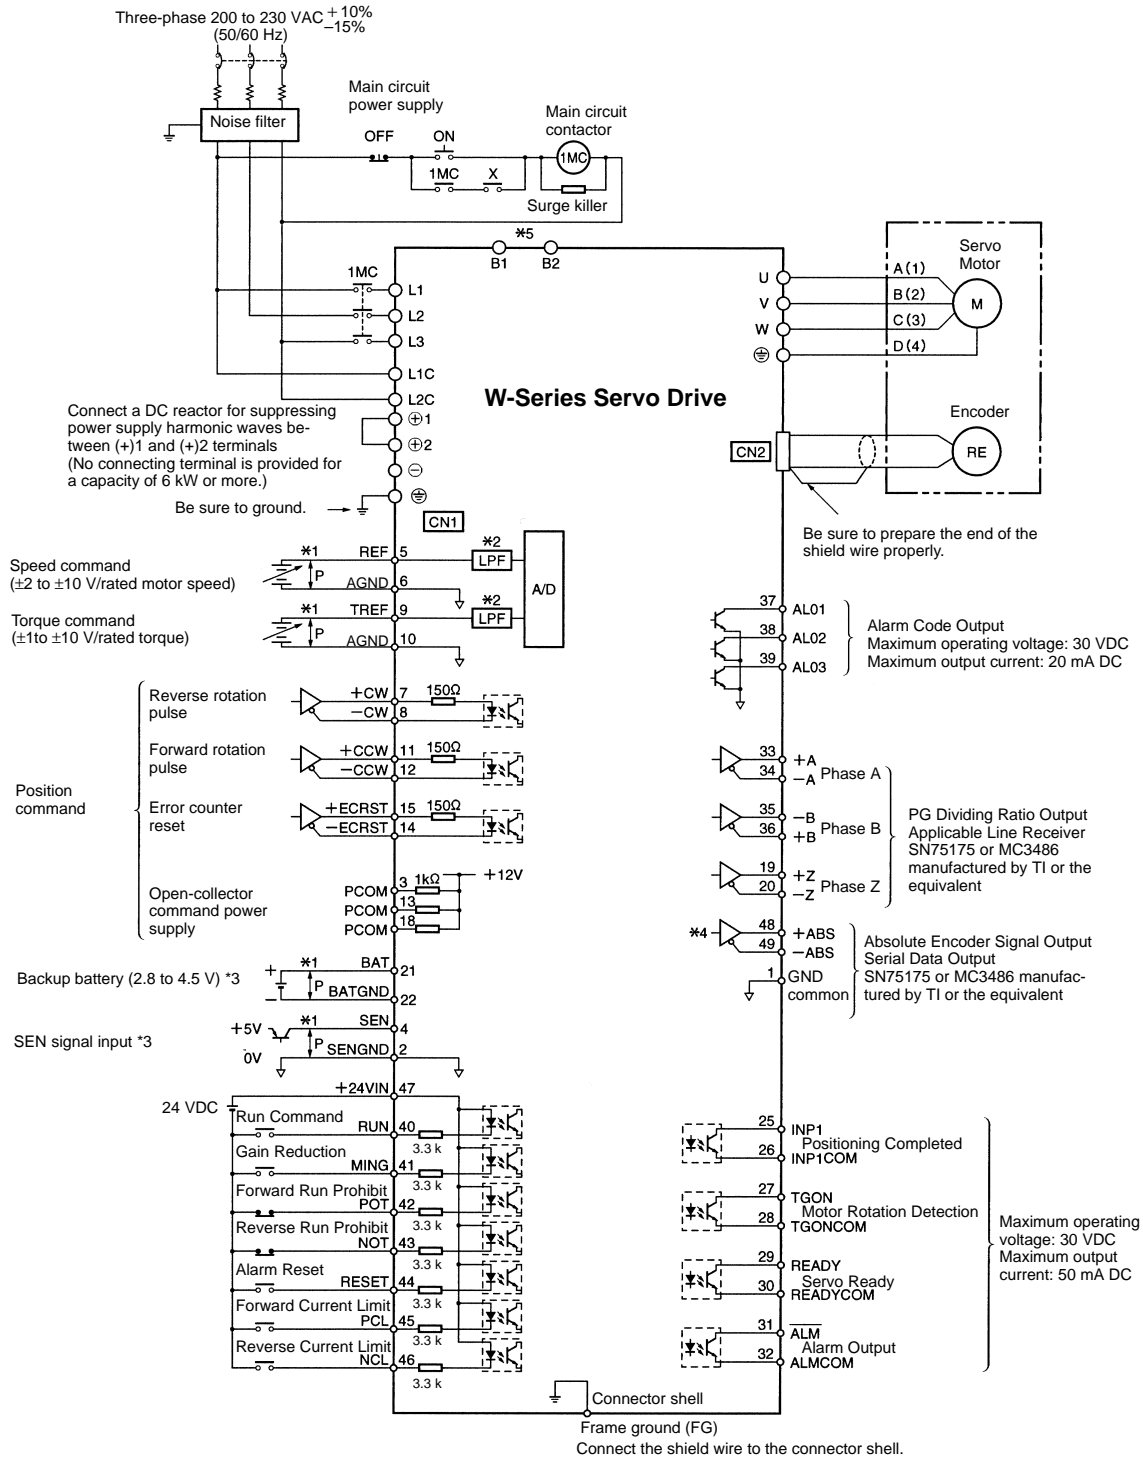 Three-phase 200 to 230 VAC +10%
−15%
(50/60 Hz)
Noise filter
Main circuit
power supply
OFF
ON
1MC
X
Main circuit
contactor
1MC
Surge killer
*5
B1
B2
1MC
L1
L2
L3
L1C
L2C
+1
+2
−
Connect a DC reactor for suppressing
power supply harmonic waves be-
tween (+)1 and (+)2 terminals
(No connecting terminal is provided for
a capacity of 6 kW or more.)
Be sure to ground.
W-Series Servo Drive
U
V
W
A (1)
B (2)
C (3)
D (4)
Servo
Motor
M
Encoder
RE
CN2
Be sure to prepare the end of the
shield wire properly.
CN1
Speed command
(±2 to ±10 V/rated motor speed)
*1
P
REF 5
AGND 6
*2
LPF
A/D
Torque command
(±1to ±10 V/rated torque)
*1
P
TREF 9
AGND 10
*2
LPF
Position
command
Reverse rotation
pulse
+CW 7 150Ω
−CW 8
Forward rotation
pulse
+CCW 11 150Ω
−CCW 12
Error counter
reset
+ECRST 15 150Ω
−ECRST 14
Open-collector
command power
supply
PCOM 3 1kΩ
PCOM 13
PCOM 18
+12V
Backup battery (2.8 to 4.5 V) *3
+
−
*1
P
BAT 21
BATGND 22
SEN signal input *3
+5V
0V
*1
P
SEN 4
SENGND 2
+24VIN 47
24 VDC
Run Command
RUN 40
3.3 k
Gain Reduction
MING 41
3.3 k
Forward Run Prohibit
POT 42
3.3 k
Reverse Run Prohibit
NOT 43
3.3 k
Alarm Reset
RESET 44
3.3 k
Forward Current Limit
PCL 45
3.3 k
Reverse Current Limit
NCL 46
3.3 k
37 AL01
38 AL02
39 AL03
Alarm Code Output
Maximum operating voltage: 30 VDC
Maximum output current: 20 mA DC
33 +A
34 −A
Phase A
35 −B
36 +B
Phase B
19 +Z
20 −Z
Phase Z
PG Dividing Ratio Output
Applicable Line Receiver
SN75175 or MC3486
manufactured by TI or the
equivalent
*4
48 +ABS
49 −ABS
1 GND
common
Absolute Encoder Signal Output
Serial Data Output
SN75175 or MC3486 manufac-
tured by TI or the equivalent
25 INP1
Positioning Completed
26 INP1COM
27 TGON
Motor Rotation Detection
28 TGONCOM
29 READY
Servo Ready
30 READYCOM
31 ALM
Alarm Output
32 ALMCOM
Maximum operating
voltage: 30 VDC
Maximum output
current: 50 mA DC
Connector shell
Frame ground (FG)
Connect the shield wire to the connector shell.